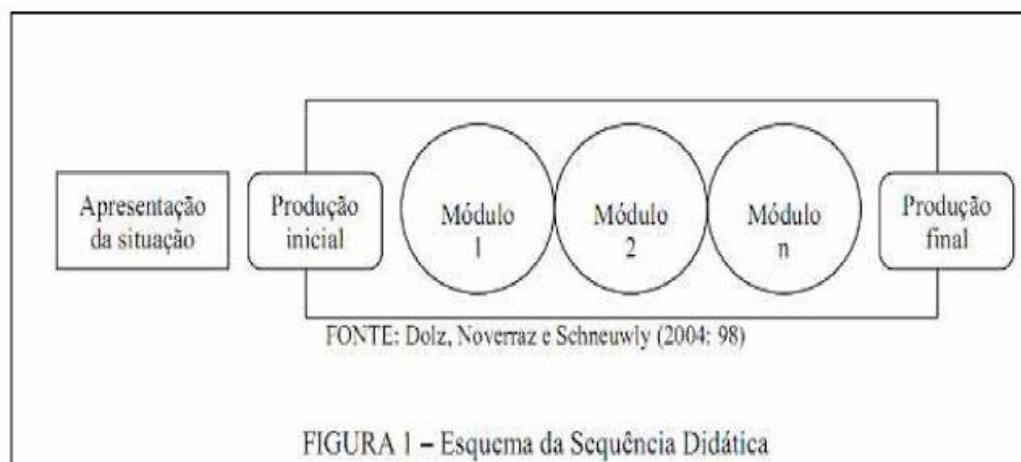 Apresentação
da situação
Produção
inicial
Módulo
1
Módulo
2
Módulo
n
Produção
final
FONTE: Dolz, Noverraz e Schneuwly (2004: 98)
FIGURA 1 – Esquema da Sequência Didática